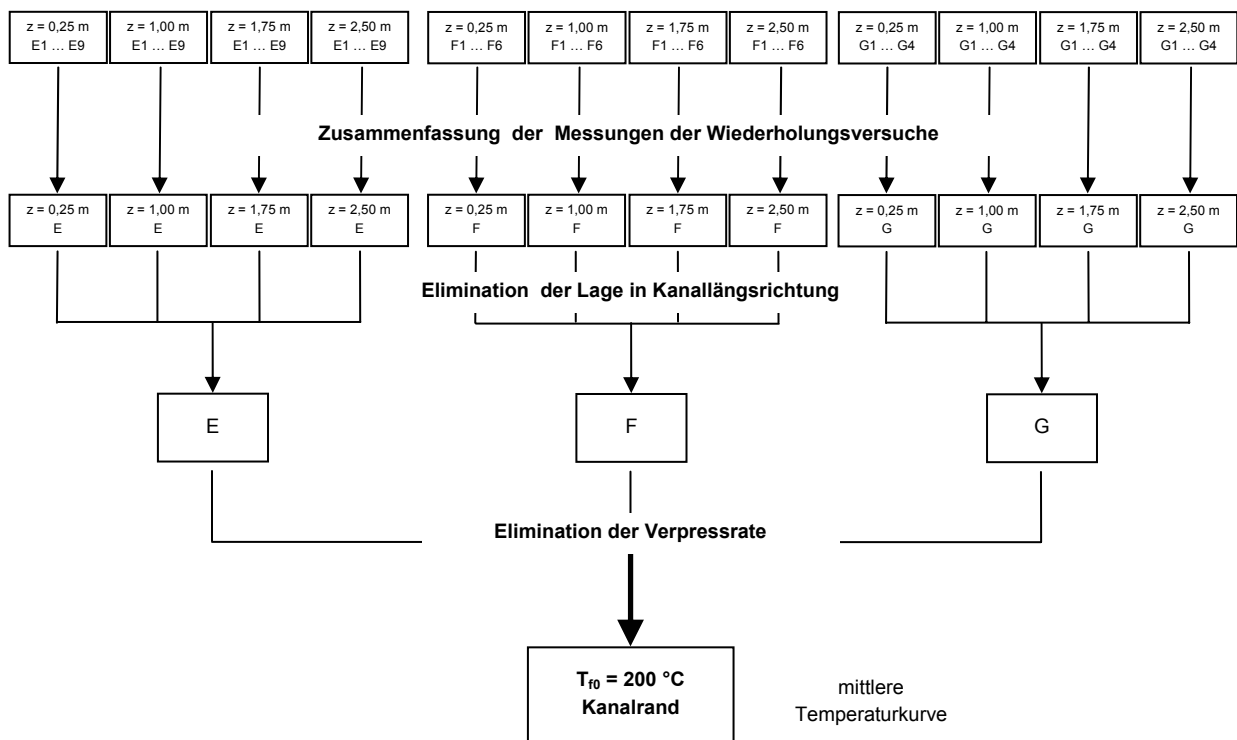 z = 0,25 m
E1 ... E9
z = 1,00 m
E1 ... E9
z = 1,75 m
E1 ... E9
z = 2,50 m
E1 ... E9
z = 0,25 m
F1 ... F6
z = 1,00 m
F1 ... F6
z = 1,75 m
F1 ... F6
z = 2,50 m
F1 ... F6
z = 0,25 m
G1 ... G4
z = 1,00 m
G1 ... G4
z = 1,75 m
G1 ... G4
z = 2,50 m
G1 ... G4
Zusammenfassung der Messungen der Wiederholungsversuche
z = 0,25 m
E
z = 1,00 m
E
z = 1,75 m
E
z = 2,50 m
E
z = 0,25 m
F
z = 1,00 m
F
z = 1,75 m
F
z = 2,50 m
F
z = 0,25 m
G
z = 1,00 m
G
z = 1,75 m
G
z = 2,50 m
G
Elimination der Lage in Kanallängsrichtung
E
F
G
Elimination der Verpressrate
Tf0 = 200 °C
Kanalrand
mittlere
Temperaturkurve